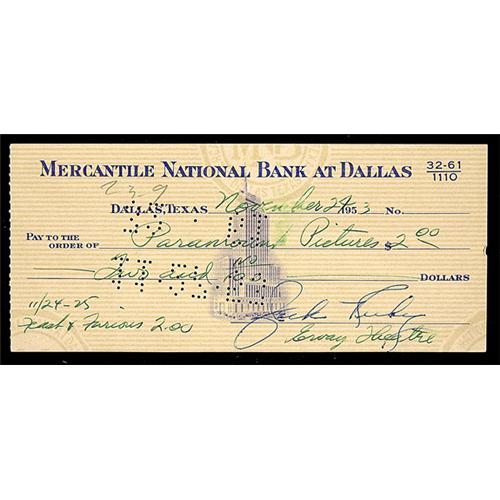 MERCANTILE NATIONAL BANK AT DALLAS 32-61
1110
239
DALLAS, TEXAS November 24 1953 No.
PAY TO THE
ORDER OF Paramount Pictures $ 2 00
Two and no DOLLARS
11/24-25
Fast & Furious 2.00
Jack Ruby
Ervay Theatre